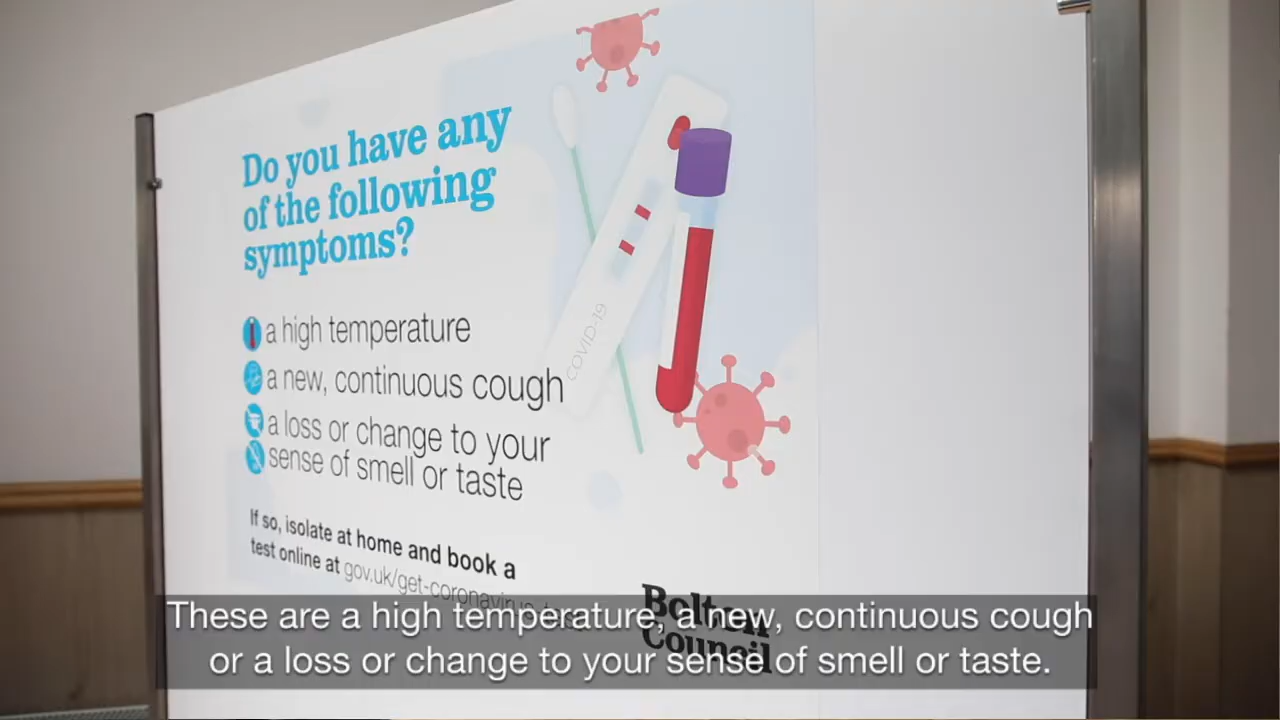 Do you have any
of the following
symptoms?
a high temperature
a new, continuous cough
a loss or change to your
sense of smell or taste
COVID-19
If so, isolate at home and book a
test online at gov.uk/get-coronavirus-test
Bolton
Council
These are a high temperature, a new, continuous cough
or a loss or change to your sense of smell or taste.